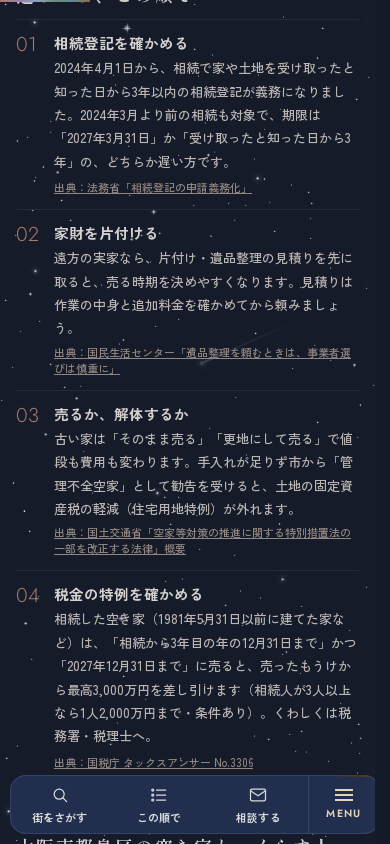 01
相続登記を確かめる
2024年4月1日から、相続で家や土地を受け取ったと
知った日から3年以内の相続登記が義務になりまし
た。2024年3月より前の相続も対象で、期限は
「2027年3月31日」か「受け取ったと知った日から3
年」の、どちらか遅い方です。
出典：法務省「相続登記の申請義務化」
02
家財を片付ける
遠方の実家なら、片付け・遺品整理の見積りを先に
取ると、売る時期を決めやすくなります。見積りは
作業の中身と追加料金を確かめてから頼みましょ
う。
出典：国民生活センター「遺品整理を頼むときは、事業者選
びは慎重に」
03
売るか、解体するか
古い家は「そのまま売る」「更地にして売る」で値
段も費用も変わります。手入れが足りず市から「管
理不全空家」として勧告を受けると、土地の固定資
産税の軽減（住宅用地特例）が外れます。
出典：国土交通省「空家等対策の推進に関する特別措置法の
一部を改正する法律」概要
04
税金の特例を確かめる
相続した空き家（1981年5月31日以前に建てた家な
ど）は、「相続から3年目の年の12月31日まで」かつ
「2027年12月31日まで」に売ると、売ったもうけか
ら最高3,000万円を差し引けます（相続人が3人以上
なら1人2,000万円まで・条件あり）。くわしくは税
務署・税理士へ。
出典：国税庁 タックスアンサー No.3306
街をさがす
この順で
相談する
MENU